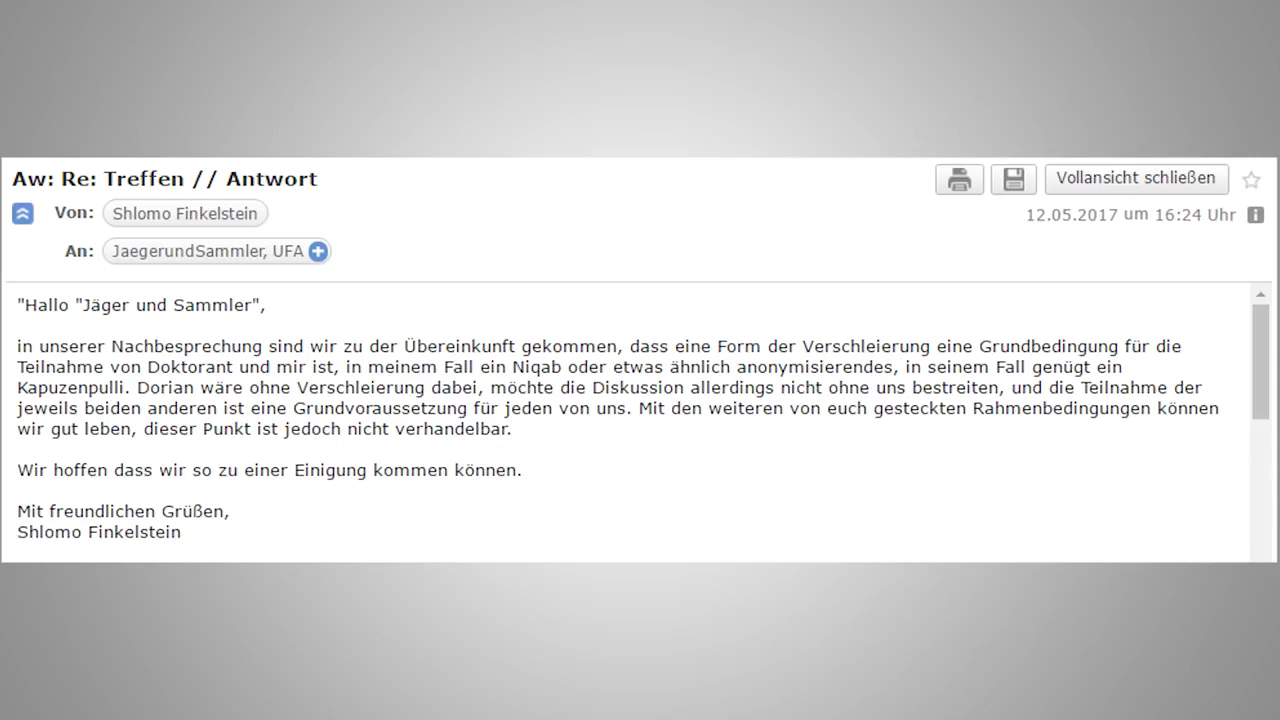 Aw: Re: Treffen // Antwort
Vollansicht schließen
Von: Shlomo Finkelstein
12.05.2017 um 16:24 Uhr
An: JaegerundSammler, UFA
"Hallo "Jäger und Sammler",
in unserer Nachbesprechung sind wir zu der Übereinkunft gekommen, dass eine Form der Verschleierung eine Grundbedingung für die
Teilnahme von Doktorant und mir ist, in meinem Fall ein Niqab oder etwas ähnlich anonymisierendes, in seinem Fall genügt ein
Kapuzenpulli. Dorian wäre ohne Verschleierung dabei, möchte die Diskussion allerdings nicht ohne uns bestreiten, und die Teilnahme der
jeweils beiden anderen ist eine Grundvoraussetzung für jeden von uns. Mit den weiteren von euch gesteckten Rahmenbedingungen können
wir gut leben, dieser Punkt ist jedoch nicht verhandelbar.
Wir hoffen dass wir so zu einer Einigung kommen können.
Mit freundlichen Grüßen,
Shlomo Finkelstein